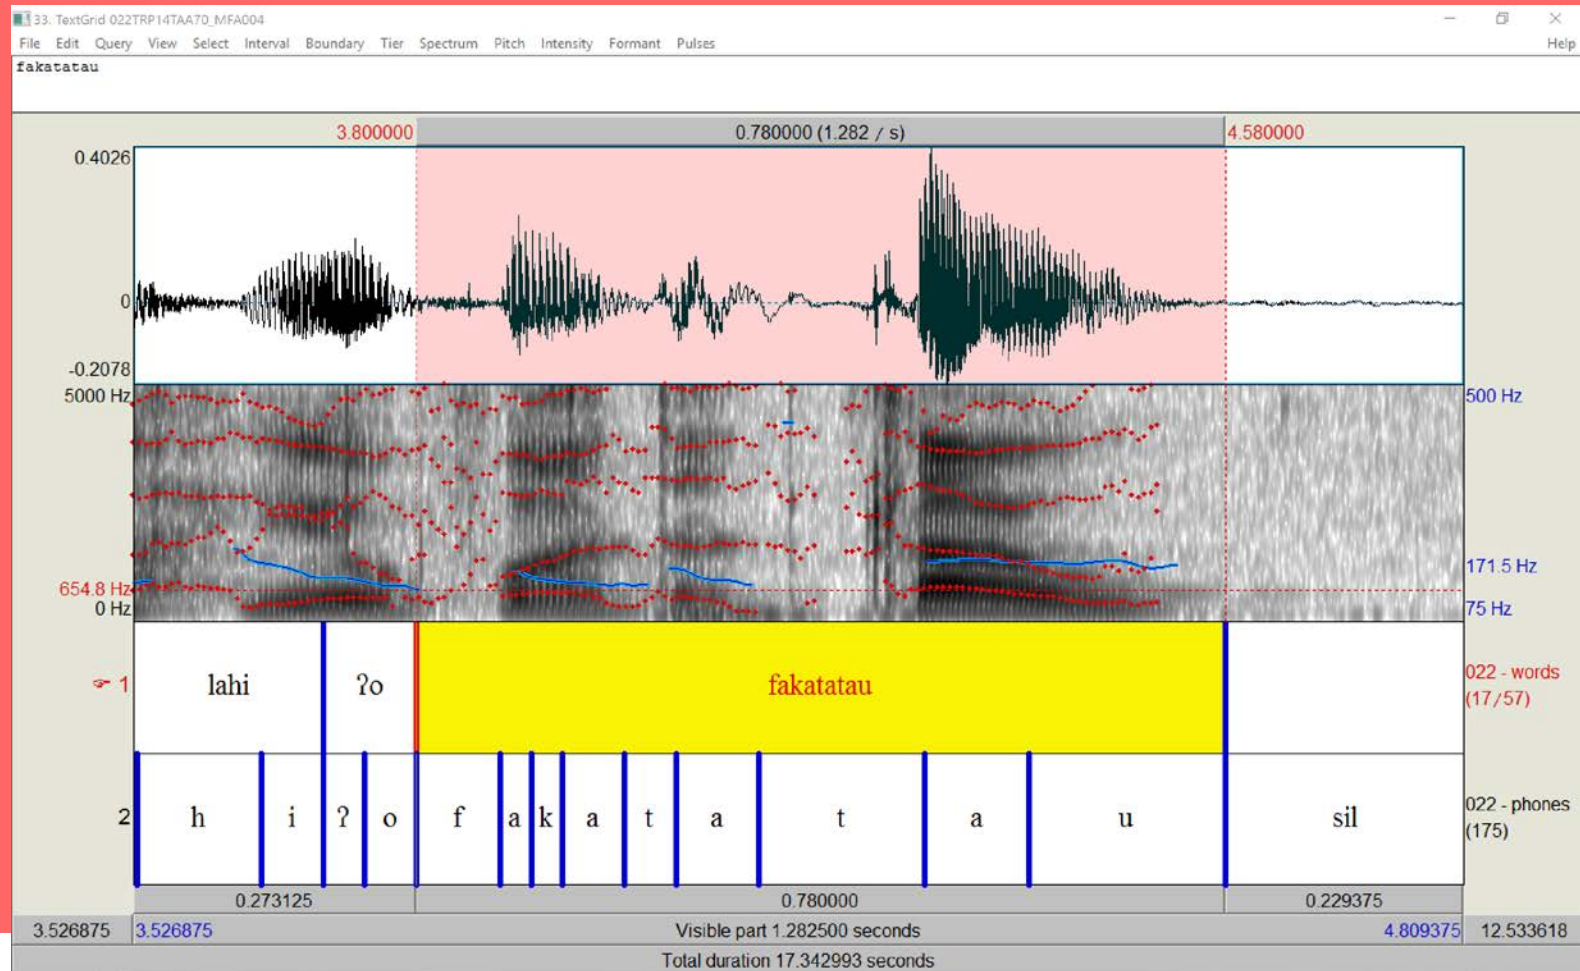 33. TextGrid 022TRP14TAA70_MFA004
File Edit Query View Select Interval Boundary Tier Spectrum Pitch Intensity Formant Pulses Help
fakatatau
3.800000 0.780000 (1.282 / s) 4.580000
0.4026
0
-0.2078
5000 Hz 500 Hz
171.5 Hz
654.8 Hz
0 Hz 75 Hz
☞ 1 lahi ʔo fakatatau 022 - words
(17/57)
2 h i ʔ o f a k a t a t a u sil 022 - phones
(175)
0.273125 0.780000 0.229375
3.526875 3.526875 Visible part 1.282500 seconds 4.809375 12.533618
Total duration 17.342993 seconds